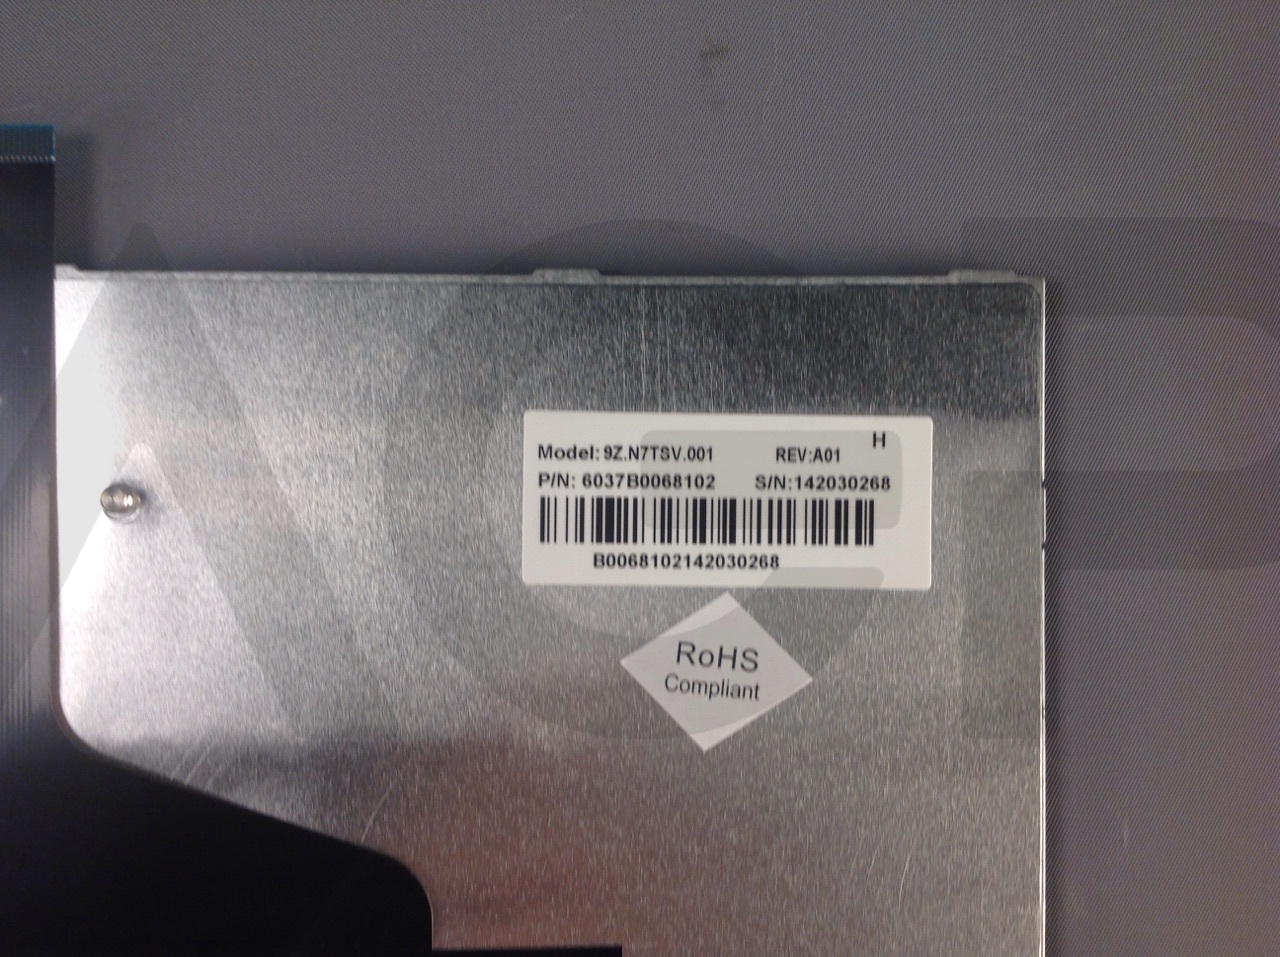 H
Model: 9Z.N7TSV.001 REV:A01
P/N: 6037B0068102 S/N:142030268
B0068102142030268
RoHS
Compliant